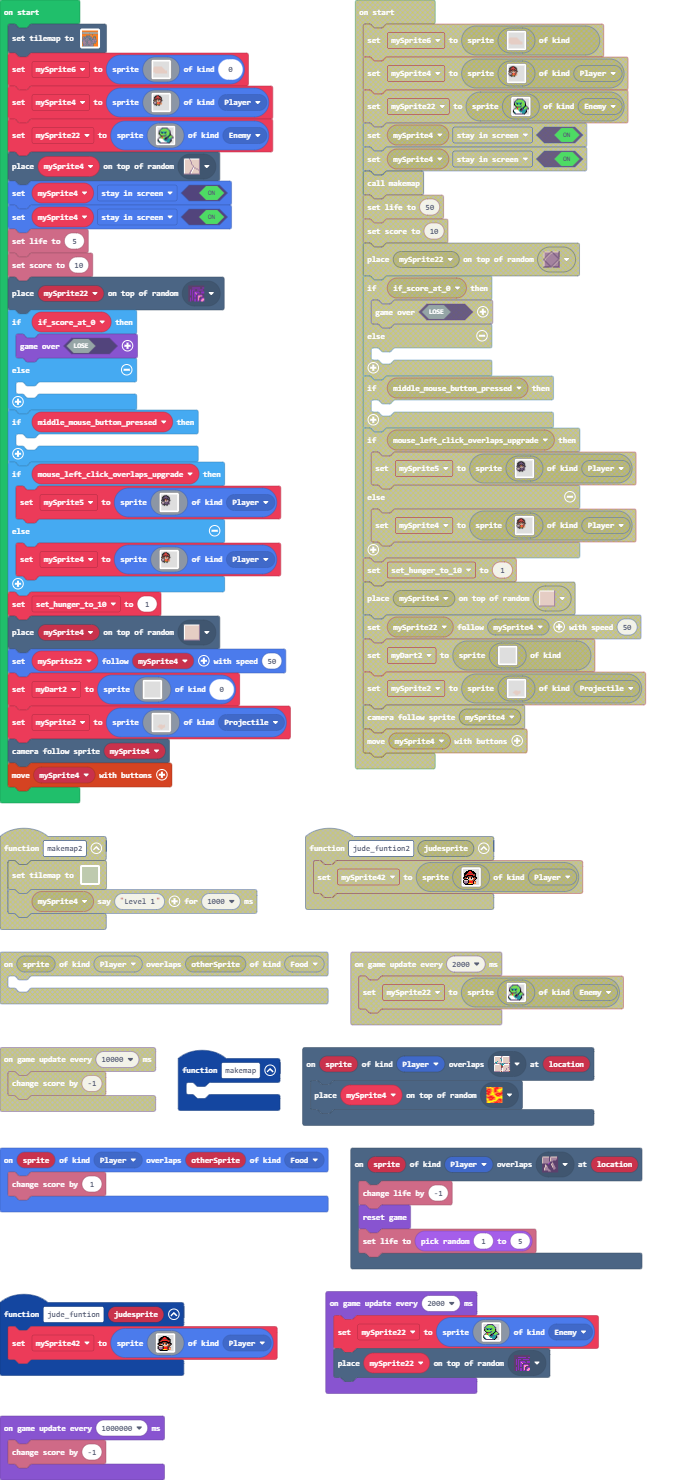 on start
set tilemap to
set mySprite6 to sprite of kind 0
set mySprite4 to sprite of kind Player
set mySprite22 to sprite of kind Enemy
place mySprite4 on top of random
set mySprite4 stay in screen ON
set mySprite4 stay in screen ON
set life to 5
set score to 10
place mySprite22 on top of random
if if_score_at_0 then
game over LOSE
else
if middle_mouse_button_pressed then
if mouse_left_click_overlaps_upgrade then
set mySprite5 to sprite of kind Player
else
set mySprite4 to sprite of kind Player
set set_hunger_to_10 to 1
place mySprite4 on top of random
set mySprite22 follow mySprite4 with speed 50
set myDart2 to sprite of kind 0
set mySprite2 to sprite of kind Projectile
camera follow sprite mySprite4
move mySprite4 with buttons
on start
set mySprite6 to sprite of kind
set mySprite4 to sprite of kind Player
set mySprite22 to sprite of kind Enemy
set mySprite4 stay in screen ON
set mySprite4 stay in screen ON
call makemap
set life to 50
set score to 10
place mySprite22 on top of random
if if_score_at_0 then
game over LOSE
else
if middle_mouse_button_pressed then
if mouse_left_click_overlaps_upgrade then
set mySprite5 to sprite of kind Player
else
set mySprite4 to sprite of kind Player
set set_hunger_to_10 to 1
place mySprite4 on top of random
set mySprite22 follow mySprite4 with speed 50
set myDart2 to sprite of kind
set mySprite2 to sprite of kind Projectile
camera follow sprite mySprite4
move mySprite4 with buttons
function makemap2
set tilemap to
mySprite4 say "Level 1" for 1000 ms
function jude_funtion2 judesprite
set mySprite42 to sprite of kind Player
on sprite of kind Player overlaps otherSprite of kind Food
on game update every 2000 ms
set mySprite22 to sprite of kind Enemy
on game update every 10000 ms
change score by -1
function makemap
on sprite of kind Player overlaps at location
place mySprite4 on top of random
on sprite of kind Player overlaps otherSprite of kind Food
change score by 1
on sprite of kind Player overlaps at location
change life by -1
reset game
set life to pick random 1 to 5
function jude_funtion judesprite
set mySprite42 to sprite of kind Player
on game update every 2000 ms
set mySprite22 to sprite of kind Enemy
place mySprite22 on top of random
on game update every 1000000 ms
change score by -1